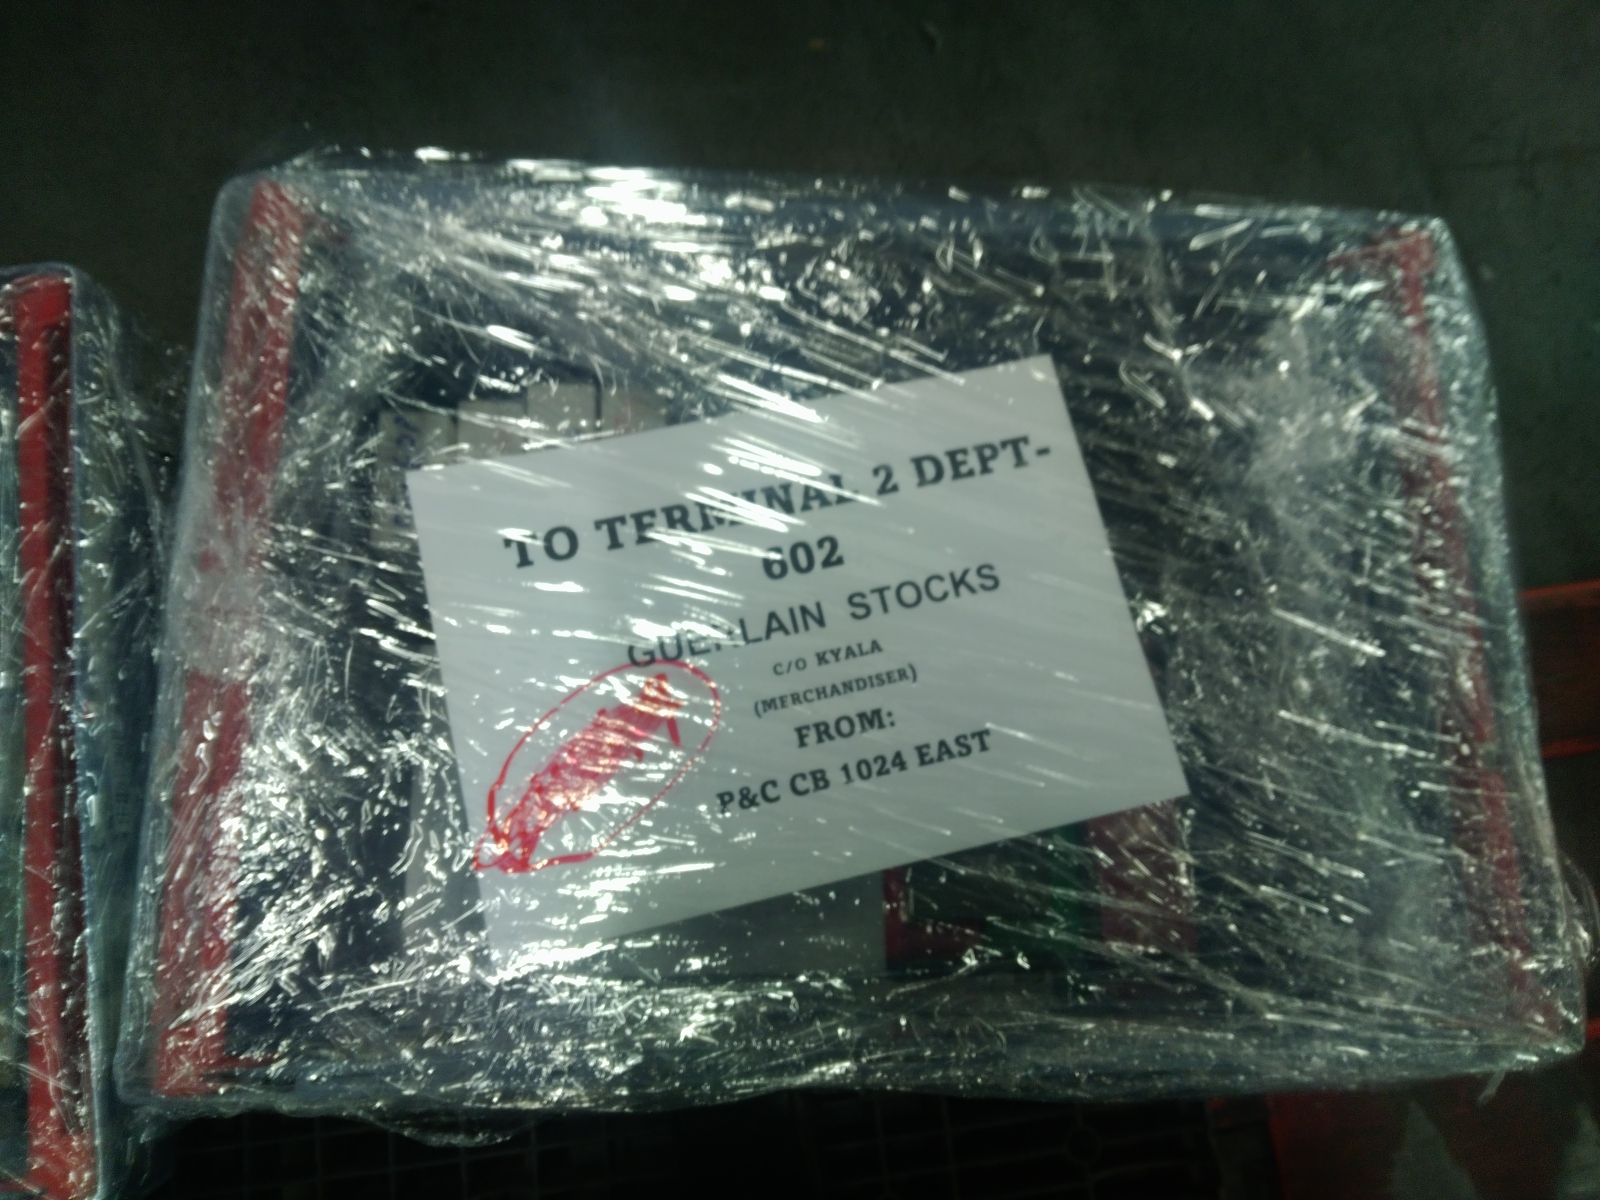 TO TERMINAL 2 DEPT-
602
GUERLAIN STOCKS
C/O KYALA
(MERCHANDISER)
FROM:
P&C CB 1024 EAST